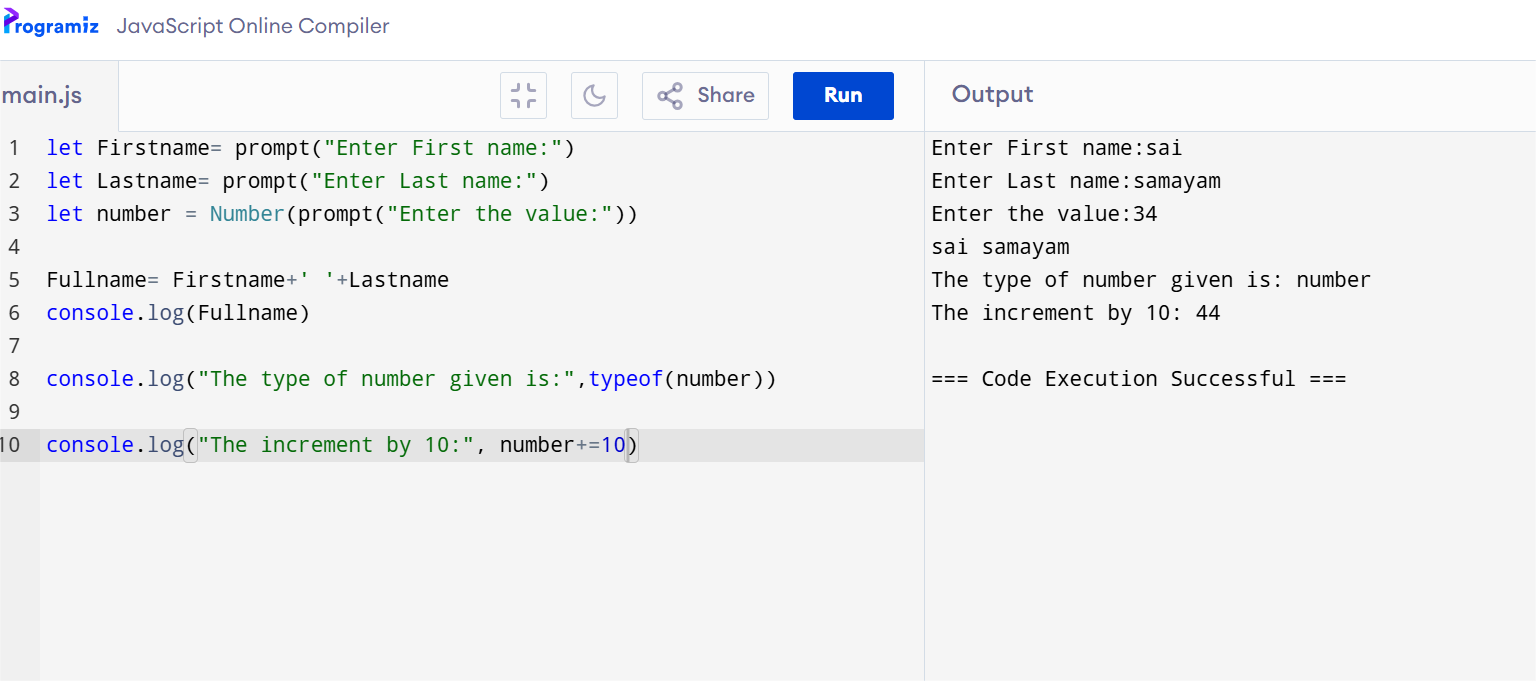 Programiz JavaScript Online Compiler
main.js Share Run Output
1 let Firstname= prompt("Enter First name:")
2 let Lastname= prompt("Enter Last name:")
3 let number = Number(prompt("Enter the value:"))
4
5 Fullname= Firstname+' '+Lastname
6 console.log(Fullname)
7
8 console.log("The type of number given is:",typeof(number))
9
10 console.log("The increment by 10:", number+=10)
Enter First name:sai
Enter Last name:samayam
Enter the value:34
sai samayam
The type of number given is: number
The increment by 10: 44
=== Code Execution Successful ===